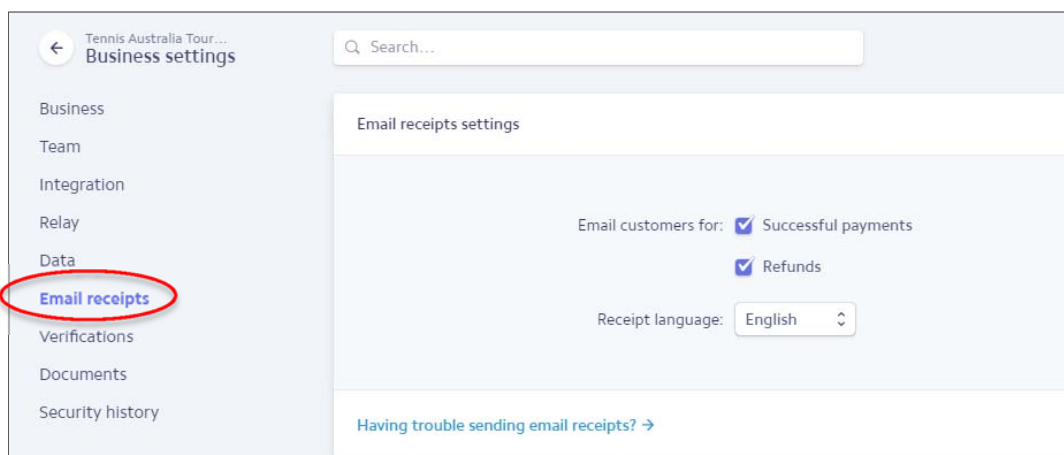 Tennis Australia Tour...
Business settings
Search...
Business
Team
Integration
Relay
Data
Email receipts
Verifications
Documents
Security history
Email receipts settings
Email customers for: Successful payments
Refunds
Receipt language: English
Having trouble sending email receipts? →